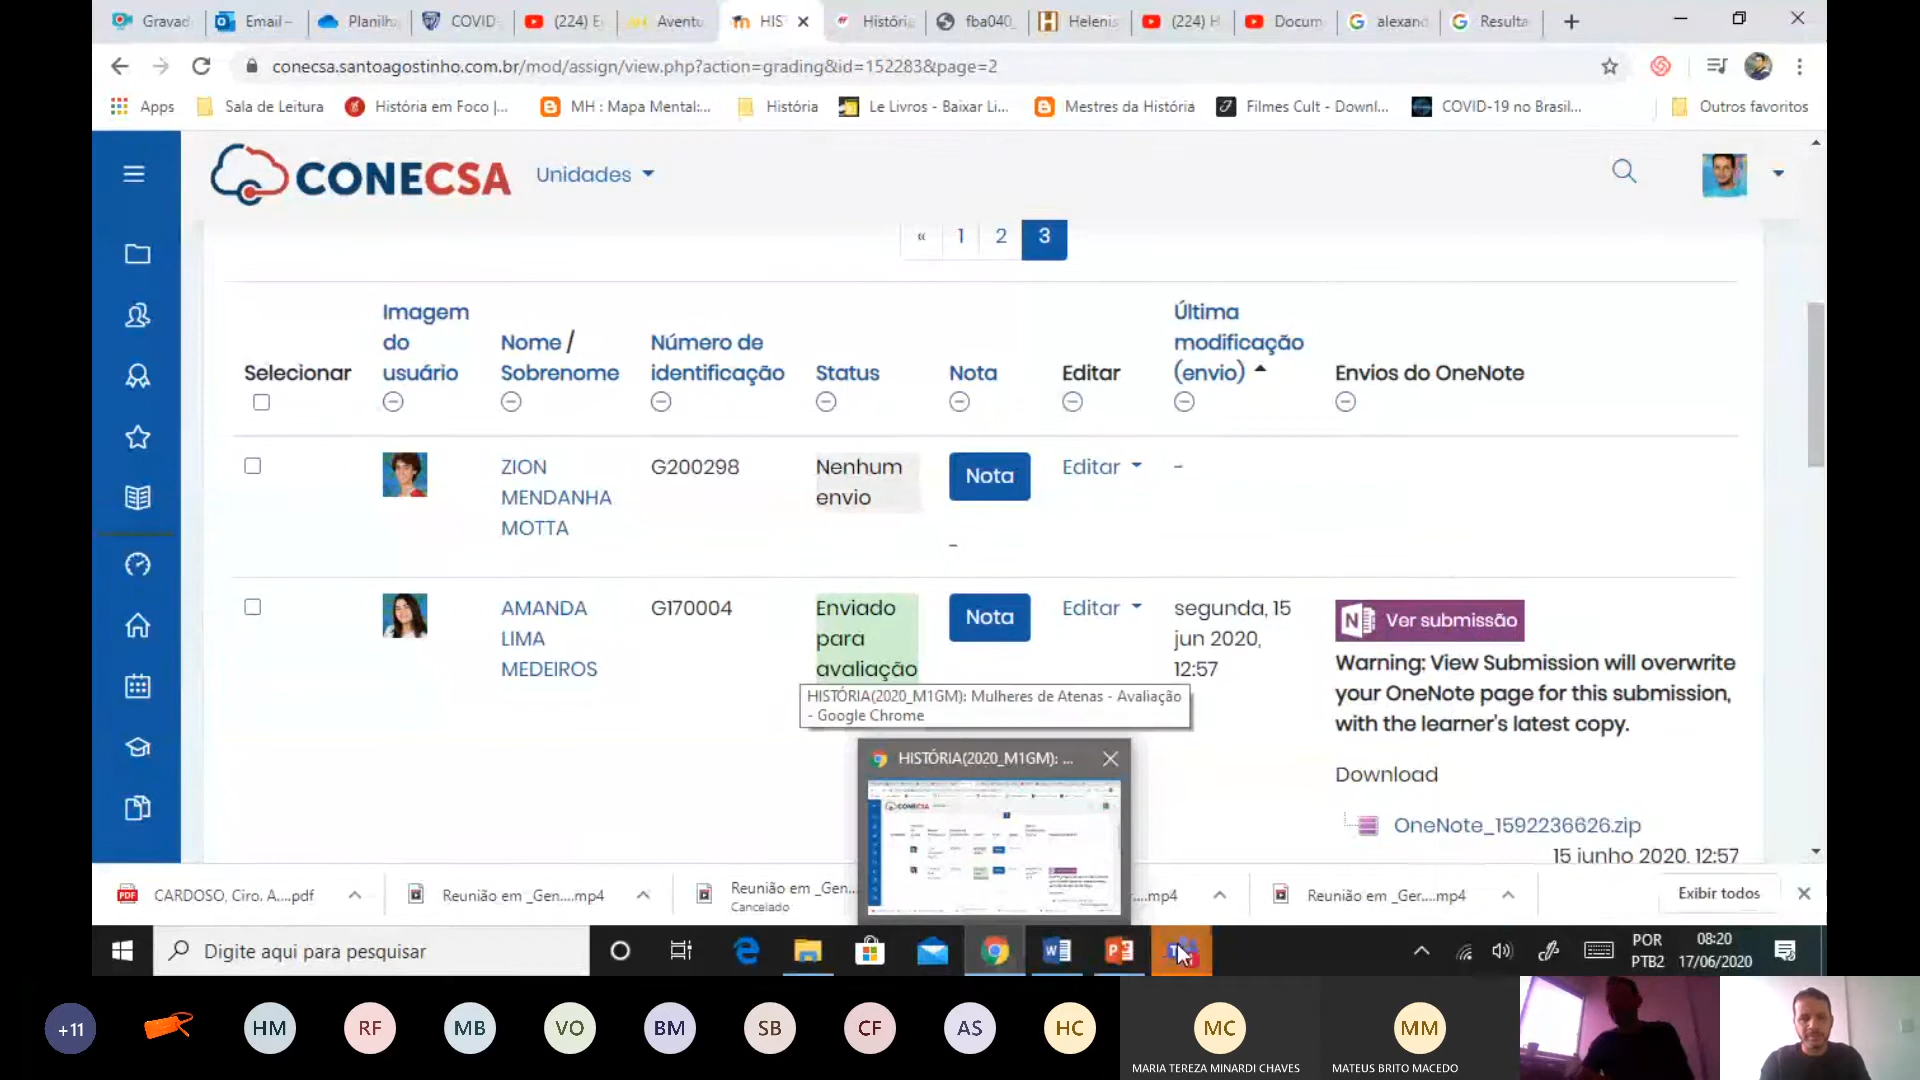 Gravad
Email –
Planilha
COVID
(224) E
Aventu
HIS
História
fba040_
Helenis
(224) H
Docum
alexand
Resulta
conecsa.santoagostinho.com.br/mod/assign/view.php?action=grading&id=152283&page=2
Apps
Sala de Leitura
História em Foco |...
MH : Mapa Mental:...
História
Le Livros - Baixar Li...
Mestres da História
Filmes Cult - Downl...
COVID-19 no Brasil...
Outros favoritos
CONECSA
Unidades
« 1 2 3
Selecionar
Imagem do usuário
Nome / Sobrenome
Número de identificação
Status
Nota
Editar
Última modificação (envio)
Envios do OneNote
ZION MENDANHA MOTTA
G200298
Nenhum envio
Nota
-
Editar
-
AMANDA LIMA MEDEIROS
G170004
Enviado para avaliação
Nota
Editar
segunda, 15 jun 2020, 12:57
Ver submissão
Warning: View Submission will overwrite
your OneNote page for this submission,
with the learner's latest copy.
Download
OneNote_1592236626.zip
15 junho 2020, 12:57
HISTÓRIA(2020_M1GM): Mulheres de Atenas - Avaliação
- Google Chrome
HISTÓRIA(2020_M1GM): ...
CONECSA
PDF
CARDOSO, Ciro. A....pdf
Reunião em _Gen....mp4
Reunião em _Gen...
Cancelado
....mp4
Reunião em _Ger....mp4
Exibir todos
Digite aqui para pesquisar
POR
PTB2
08:20
17/06/2020
+11
HM
RF
MB
VO
BM
SB
CF
AS
HC
MC
MARIA TEREZA MINARDI CHAVES
MM
MATEUS BRITO MACEDO